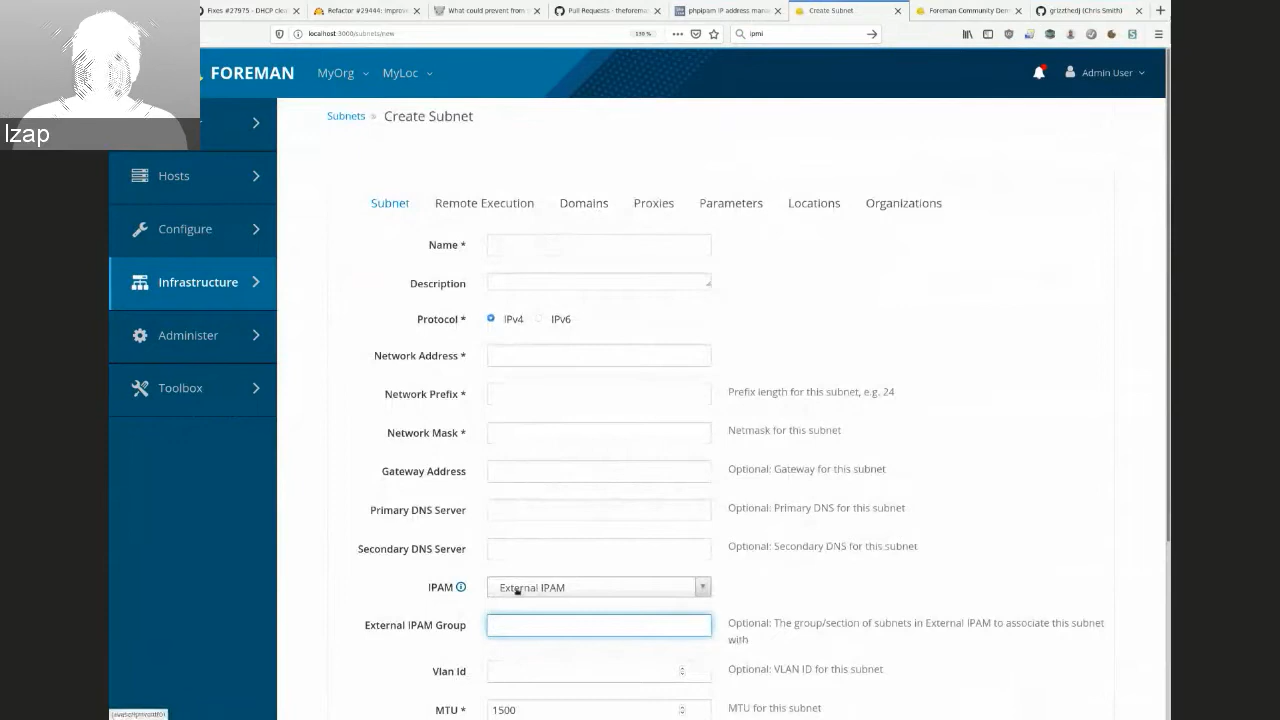 Fixes #27975 - DHCP clea
Refactor #29444: Improve
What could prevent from
Pull Requests · theforema
phpipam IP address mana
Create Subnet
Foreman Community Dem
grizzthedj (Chris Smith)
localhost:3000/subnets/new
130 %
ipmi
lzap
FOREMAN
MyOrg
MyLoc
Admin User
Subnets » Create Subnet
Hosts
Configure
Infrastructure
Administer
Toolbox
Subnet Remote Execution Domains Proxies Parameters Locations Organizations
Name *
Description
Protocol * IPv4 IPv6
Network Address *
Network Prefix * Prefix length for this subnet, e.g. 24
Network Mask * Netmask for this subnet
Gateway Address Optional: Gateway for this subnet
Primary DNS Server Optional: Primary DNS for this subnet
Secondary DNS Server Optional: Secondary DNS for this subnet
IPAM External IPAM
External IPAM Group Optional: The group/section of subnets in External IPAM to associate this subnet
with
Vlan Id Optional: VLAN ID for this subnet
MTU * 1500 MTU for this subnet